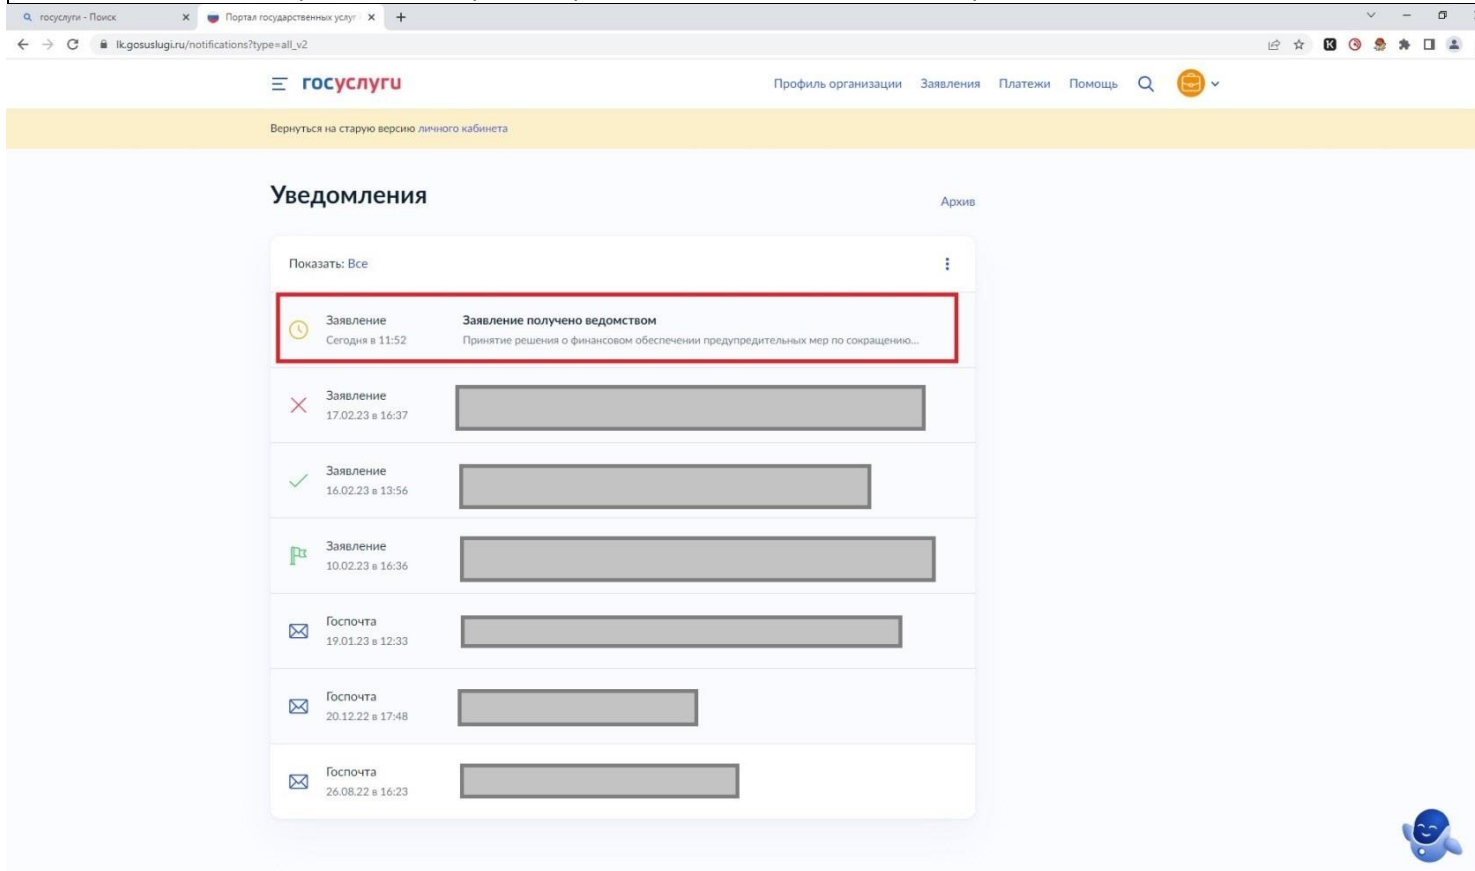 госуслуги - Поиск
Портал государственных услуг
lk.gosuslugi.ru/notifications?type=all_v2
госуслуги
Профиль организации Заявления Платежи Помощь
Вернуться на старую версию личного кабинета
Уведомления
Архив
Показать: Все
Заявление
Сегодня в 11:52
Заявление получено ведомством
Принятие решения о финансовом обеспечении предупредительных мер по сокращению...
Заявление
17.02.23 в 16:37
Заявление
16.02.23 в 13:56
Заявление
10.02.23 в 16:36
Госпочта
19.01.23 в 12:33
Госпочта
20.12.22 в 17:48
Госпочта
26.08.22 в 16:23